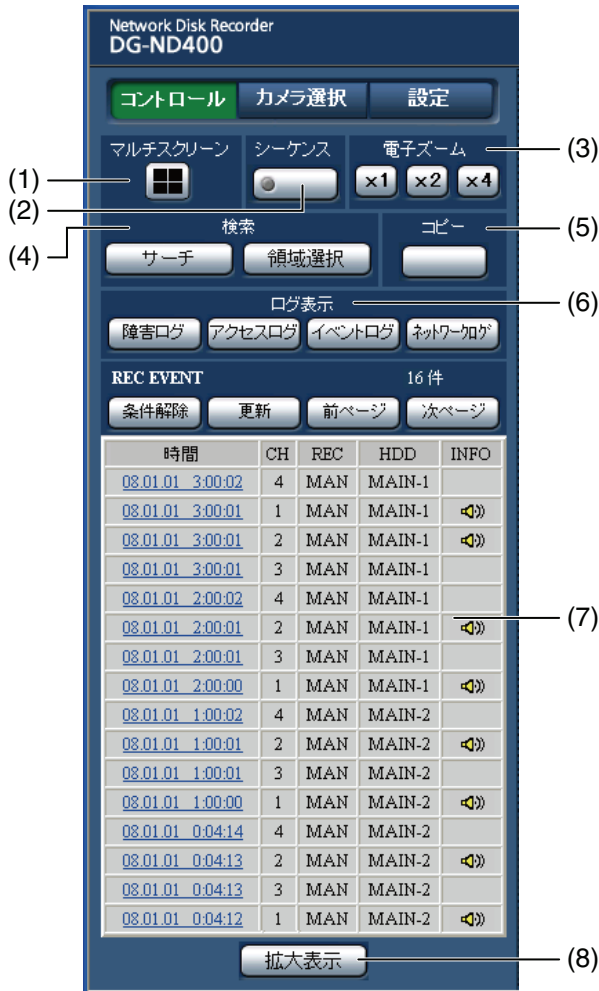 Network Disk Recorder
DG-ND400
コントロール カメラ選択 設定
マルチスクリーン シーケンス 電子ズーム (3)
(1) x1 x2 x4
(2)
(4) 検索 コピー (5)
サーチ 領域選択
ログ表示 (6)
障害ログ アクセスログ イベントログ ネットワークログ
REC EVENT 16 件
条件解除 更新 前ページ 次ページ
時間 CH REC HDD INFO
08.01.01 3:00:02 4 MAN MAIN-1
08.01.01 3:00:01 1 MAN MAIN-1
08.01.01 3:00:01 2 MAN MAIN-1
08.01.01 3:00:01 3 MAN MAIN-1
08.01.01 2:00:02 4 MAN MAIN-1
08.01.01 2:00:01 2 MAN MAIN-1 (7)
08.01.01 2:00:01 3 MAN MAIN-1
08.01.01 2:00:00 1 MAN MAIN-1
08.01.01 1:00:02 4 MAN MAIN-2
08.01.01 1:00:01 2 MAN MAIN-2
08.01.01 1:00:01 3 MAN MAIN-2
08.01.01 1:00:00 1 MAN MAIN-2
08.01.01 0:04:14 4 MAN MAIN-2
08.01.01 0:04:13 2 MAN MAIN-2
08.01.01 0:04:13 3 MAN MAIN-2
08.01.01 0:04:12 1 MAN MAIN-2
拡大表示 (8)